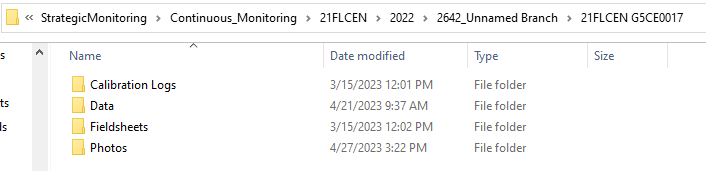 « StrategicMonitoring > Continuous_Monitoring > 21FLCEN > 2022 > 2642_Unnamed Branch > 21FLCEN G5CE0017
Name Date modified Type Size
s Calibration Logs 3/15/2023 12:01 PM File folder
Data 4/21/2023 9:37 AM File folder
ts Fieldsheets 3/15/2023 12:02 PM File folder
ls Photos 4/27/2023 3:22 PM File folder